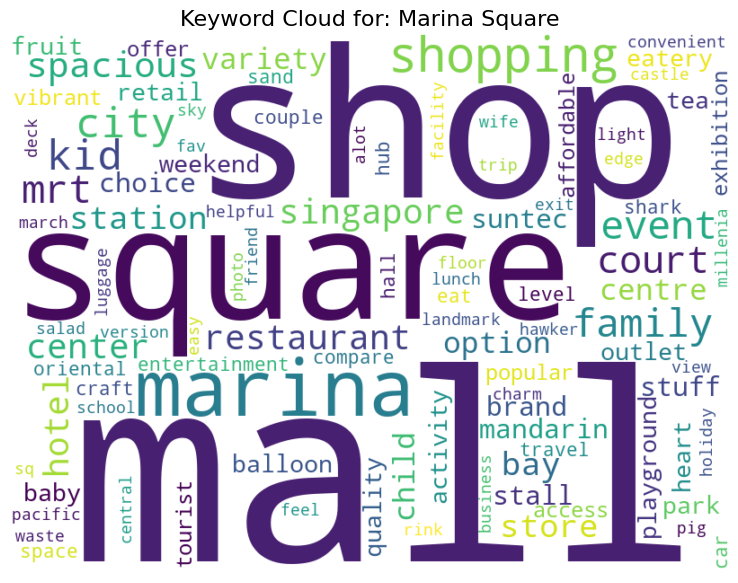 Keyword Cloud for: Marina Square
fruit
offer
variety
shopping
convenient
spacious
eatery
castle
vibrant
retail
sand
sky
city
couple
shop
facility
wife
affordable
tea
exhibition
deck
fav
alot
hub
light
kid
weekend
trip
edge
mrt
choice
march
station
helpful
singapore
suntec
exit
shark
event
millenia
square
luggage
photo
friend
hall
floor
lunch
eat
level
court
centre
salad
version
easy
restaurant
landmark
hawker
family
center
option
outlet
oriental
entertainment
compare
view
hotel
craft
school
marina
popular
charm
brand
stuff
activity
mandarin
travel
playground
heart
holiday
sq
baby
balloon
quality
child
bay
stall
pacific
central
tourist
feel
mall
business
access
park
waste
space
rink
store
pig
car